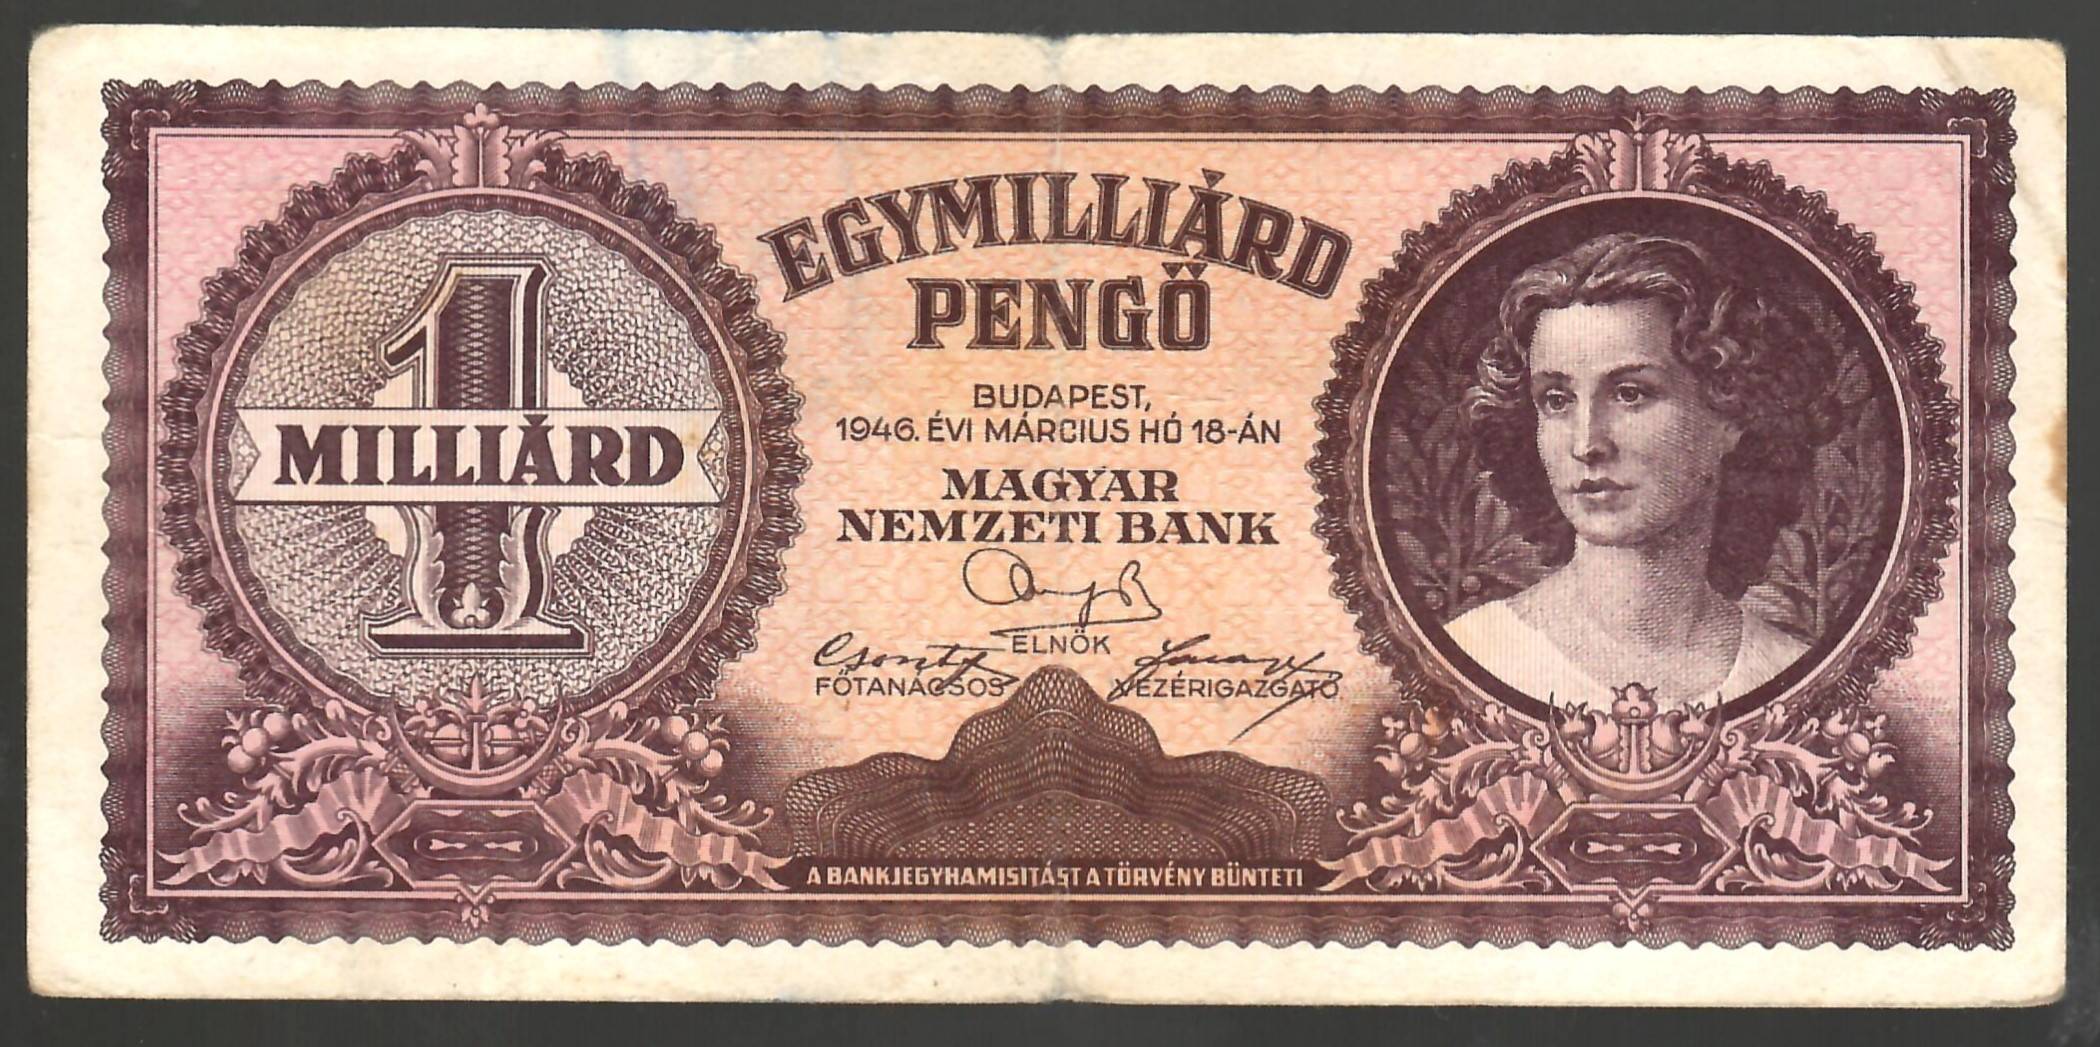 EGYMILLIÁRD
PENGŐ
1
MILLIÁRD
BUDAPEST,
1946. ÉVI MÁRCIUS HÓ 18-ÁN
MAGYAR
NEMZETI BANK
ELNÖK
FŐTANÁCSOS
VEZÉRIGAZGATÓ
A BANKJEGYHAMISITÁST A TÖRVÉNY BÜNTETI